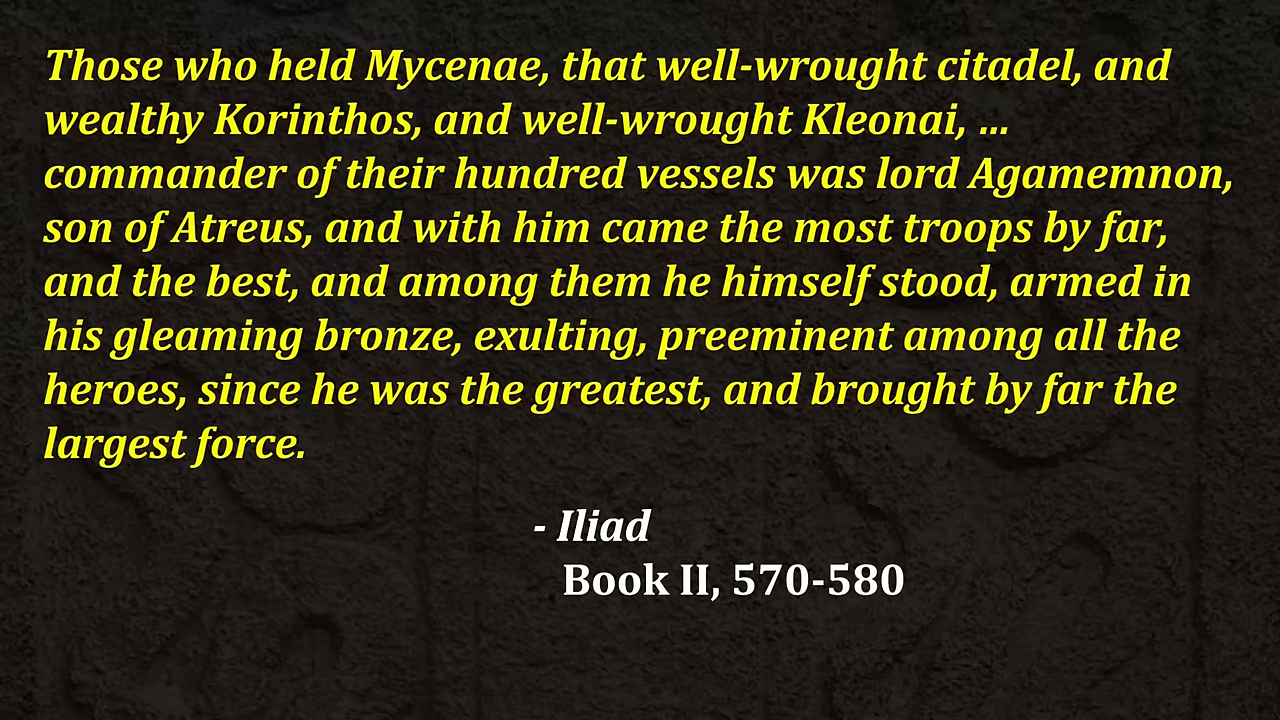 Those who held Mycenae, that well-wrought citadel, and
wealthy Korinthos, and well-wrought Kleonai, ...
commander of their hundred vessels was lord Agamemnon,
son of Atreus, and with him came the most troops by far,
and the best, and among them he himself stood, armed in
his gleaming bronze, exulting, preeminent among all the
heroes, since he was the greatest, and brought by far the
largest force.
- Iliad
Book II, 570-580